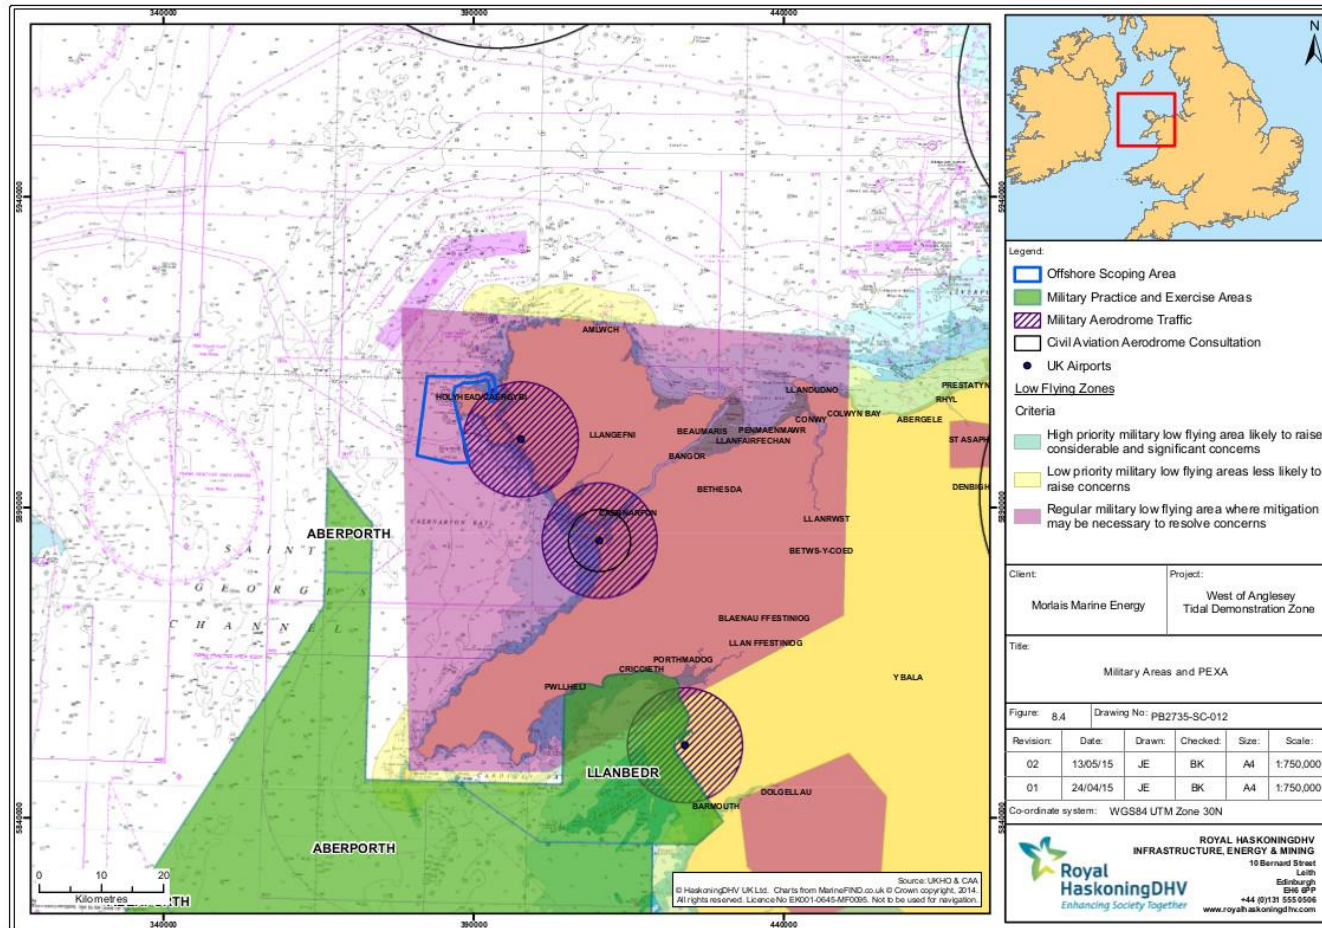 340000
390000
440000
5940000
5890000
5840000
5940000
5840000
AMLWCH
HOLYHEAD/CAERGYBI
LLANGEFNI
BEAUMARIS
PENMAENMAWR
LLANFAIRFECHAN
BANGOR
BETHESDA
CAERNARFON
LLANDUDNO
CONWY
COLWYN BAY
ABERGELE
PRESTATYN
RHYL
ST ASAPH
DENBIGH
LLANRWST
BETWS-Y-COED
BLAENAU FFESTINIOG
LLAN FFESTINIOG
PORTHMADOG
CRICCIETH
PWLLHELI
Y BALA
DOLGELLAU
BARMOUTH
LLANBEDR
ABERPORTH
ABERPORTH
SAINT
GEORGE'S
CHANNEL
CAERNARFON BAY
0 10 20
Kilometres
340000
390000
440000
Source: UKHO & CAA
© HaskoningDHV UK Ltd. Charts from MarineFIND.co.uk © Crown copyright, 2014.
All rights reserved. Licence No EK001-0645-MF0095. Not to be used for navigation.
N
Legend:
Offshore Scoping Area
Military Practice and Exercise Areas
Military Aerodrome Traffic
Civil Aviation Aerodrome Consultation
UK Airports
Low Flying Zones
Criteria
High priority military low flying area likely to raise
considerable and significant concerns
Low priority military low flying areas less likely to
raise concerns
Regular military low flying area where mitigation
may be necessary to resolve concerns
Client:
Morlais Marine Energy
Project:
West of Anglesey
Tidal Demonstration Zone
Title:
Military Areas and PEXA
Figure: 8.4 Drawing No: PB2735-SC-012
Revision: Date: Drawn: Checked: Size: Scale:
02 13/05/15 JE BK A4 1:750,000
01 24/04/15 JE BK A4 1:750,000
Co-ordinate system: WGS84 UTM Zone 30N
Royal
HaskoningDHV
Enhancing Society Together
ROYAL HASKONINGDHV
INFRASTRUCTURE, ENERGY & MINING
10 Bernard Street
Leith
Edinburgh
EH6 6PP
+44 (0)131 555 0506
www.royalhaskoningdhv.com